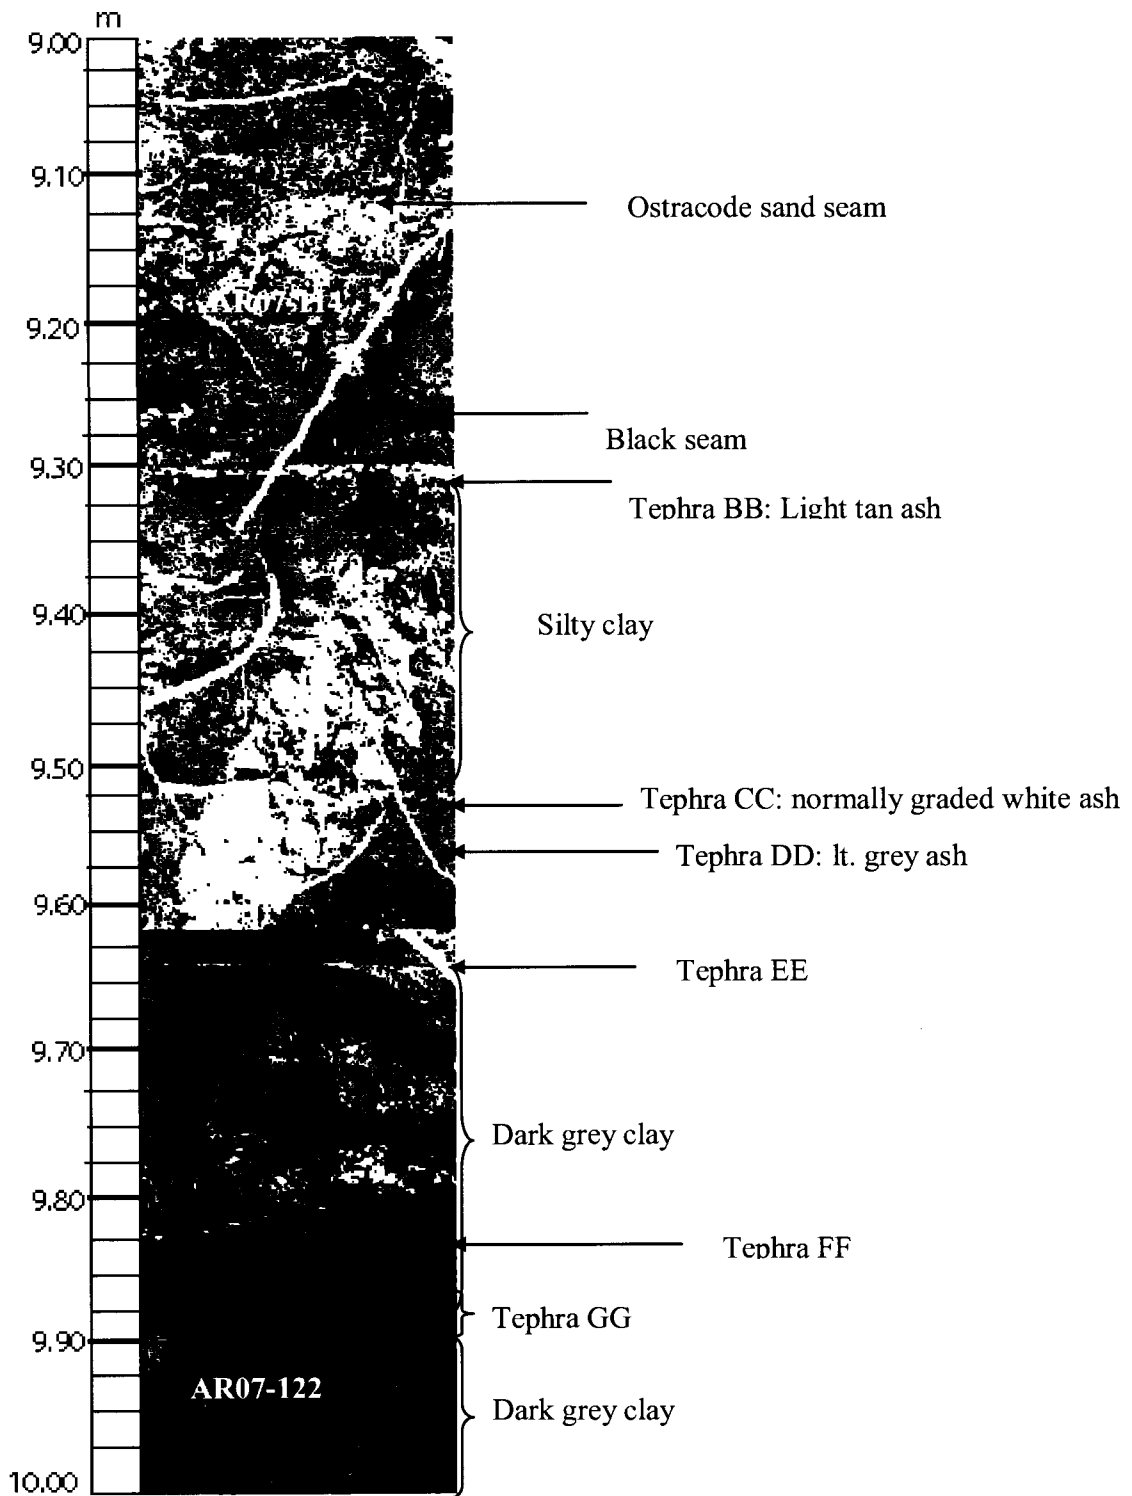 m
9.00
9.10
Ostracode sand seam
AR07-114
9.20
Black seam
9.30
Tephra BB: Light tan ash
9.40
Silty clay
9.50
Tephra CC: normally graded white ash
Tephra DD: lt. grey ash
9.60
Tephra EE
9.70
Dark grey clay
9.80
Tephra FF
Tephra GG
9.90
AR07-122
Dark grey clay
10.00